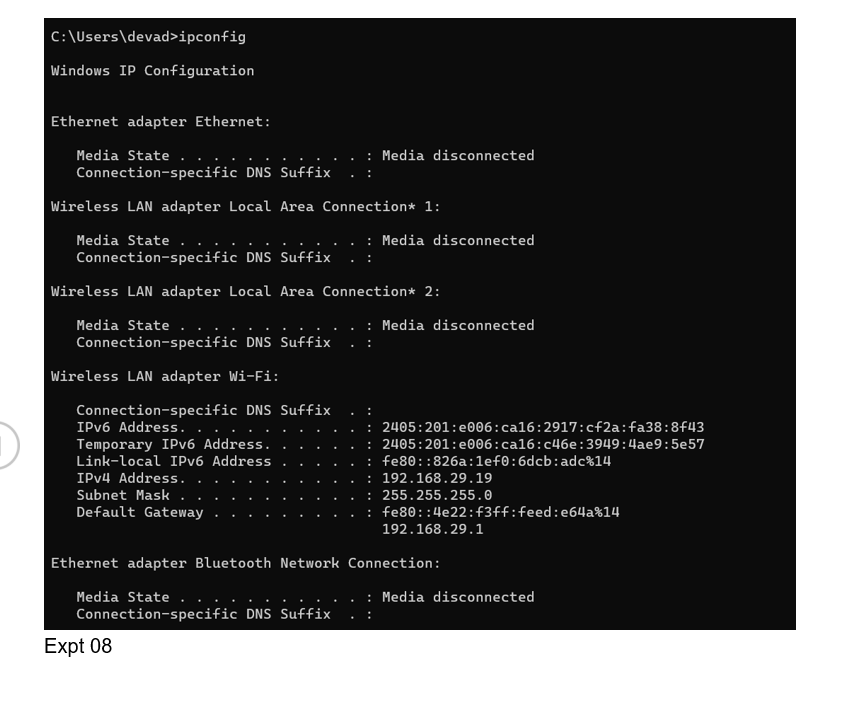 C:\Users\devad>ipconfig
Windows IP Configuration
Ethernet adapter Ethernet:
Media State . . . . . . . . . . . : Media disconnected
Connection-specific DNS Suffix  . :
Wireless LAN adapter Local Area Connection* 1:
Media State . . . . . . . . . . . : Media disconnected
Connection-specific DNS Suffix  . :
Wireless LAN adapter Local Area Connection* 2:
Media State . . . . . . . . . . . : Media disconnected
Connection-specific DNS Suffix  . :
Wireless LAN adapter Wi-Fi:
Connection-specific DNS Suffix  . :
IPv6 Address. . . . . . . . . . . : 2405:201:e006:ca16:2917:cf2a:fa38:8f43
Temporary IPv6 Address. . . . . . : 2405:201:e006:ca16:c46e:3949:4ae9:5e57
Link-local IPv6 Address . . . . . : fe80::826a:1ef0:6dcb:adc%14
IPv4 Address. . . . . . . . . . . : 192.168.29.19
Subnet Mask . . . . . . . . . . . : 255.255.255.0
Default Gateway . . . . . . . . . : fe80::4e22:f3ff:feed:e64a%14
192.168.29.1
Ethernet adapter Bluetooth Network Connection:
Media State . . . . . . . . . . . : Media disconnected
Connection-specific DNS Suffix  . :
Expt 08